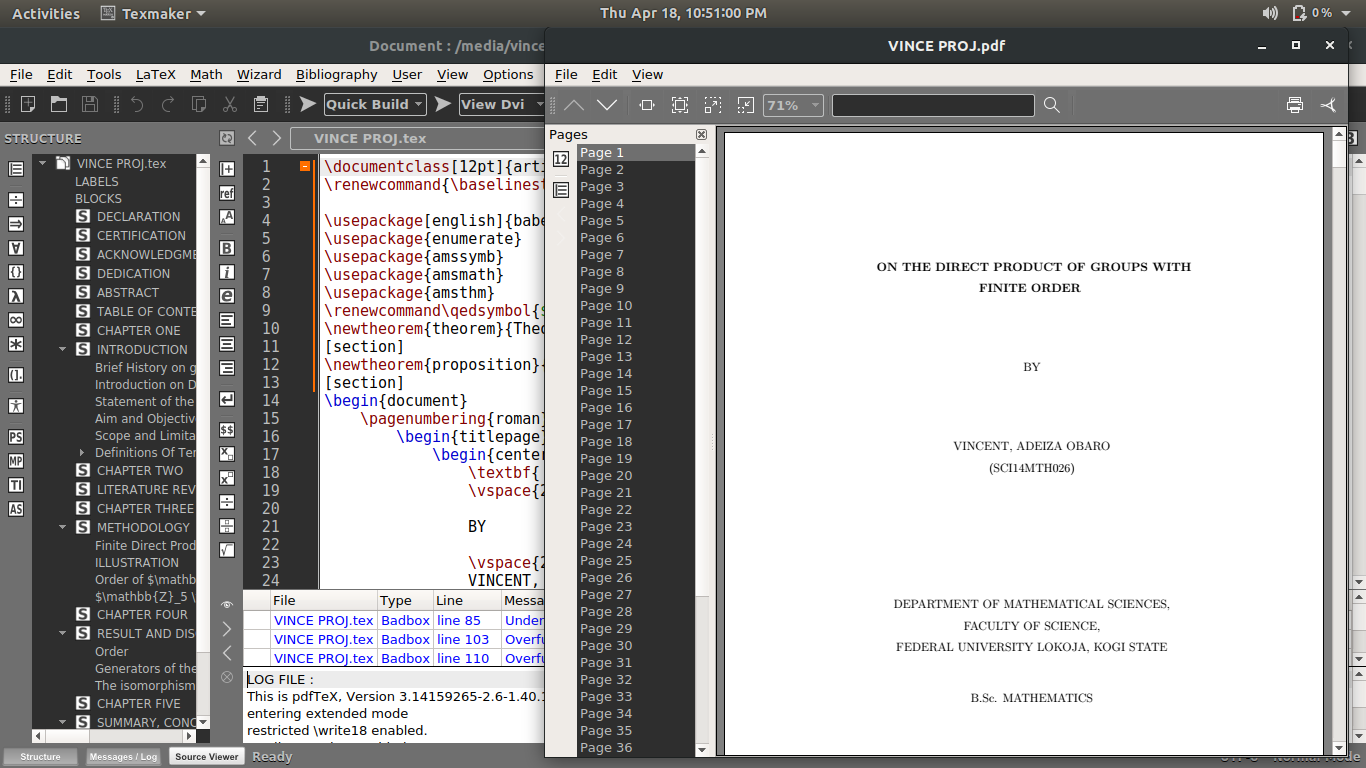 Activities Texmaker Thu Apr 18, 10:51:00 PM 0 %
Document : /media/vince
File Edit Tools LaTeX Math Wizard Bibliography User View Options
Quick Build View Dvi
STRUCTURE
VINCE PROJ.tex
VINCE PROJ.tex
LABELS
BLOCKS
DECLARATION
CERTIFICATION
ACKNOWLEDGME
DEDICATION
ABSTRACT
TABLE OF CONTE
CHAPTER ONE
INTRODUCTION
Brief History on g
Introduction on D
Statement of the
Aim and Objectiv
Scope and Limita
Definitions Of Ter
CHAPTER TWO
LITERATURE REV
CHAPTER THREE
METHODOLOGY
Finite Direct Prod
ILLUSTRATION
Order of $\mathb
$\mathbb{Z}_5 \
CHAPTER FOUR
RESULT AND DIS
Order
Generators of the
The isomorphism
CHAPTER FIVE
SUMMARY, CONC
PS
MP
TI
AS
ref
1 \documentclass[12pt]{arti
2 \renewcommand{\baselinest
3
4 \usepackage[english]{babe
5 \usepackage{enumerate}
6 \usepackage{amssymb}
7 \usepackage{amsmath}
8 \usepackage{amsthm}
9 \renewcommand\qedsymbol{$
10 \newtheorem{theorem}{Theo
11 [section]
12 \newtheorem{proposition}{
13 [section]
14 \begin{document}
15 \pagenumbering{roman}
16 \begin{titlepage}
17 \begin{center
18 \textbf{
19 \vspace{2
20
21 BY
22
23 \vspace{2
24 VINCENT,
File Type Line Messa
VINCE PROJ.tex Badbox line 85 Under
VINCE PROJ.tex Badbox line 103 Overfu
VINCE PROJ.tex Badbox line 110 Overfu
LOG FILE :
This is pdfTeX, Version 3.14159265-2.6-1.40.1
entering extended mode
restricted \write18 enabled.
Structure Messages / Log Source Viewer Ready
VINCE PROJ.pdf
File Edit View
71%
Pages
12
Page 1
Page 2
Page 3
Page 4
Page 5
Page 6
Page 7
Page 8
Page 9
Page 10
Page 11
Page 12
Page 13
Page 14
Page 15
Page 16
Page 17
Page 18
Page 19
Page 20
Page 21
Page 22
Page 23
Page 24
Page 25
Page 26
Page 27
Page 28
Page 29
Page 30
Page 31
Page 32
Page 33
Page 34
Page 35
Page 36
ON THE DIRECT PRODUCT OF GROUPS WITH
FINITE ORDER
BY
VINCENT, ADEIZA OBARO
(SCI14MTH026)
DEPARTMENT OF MATHEMATICAL SCIENCES,
FACULTY OF SCIENCE,
FEDERAL UNIVERSITY LOKOJA, KOGI STATE
B.Sc. MATHEMATICS